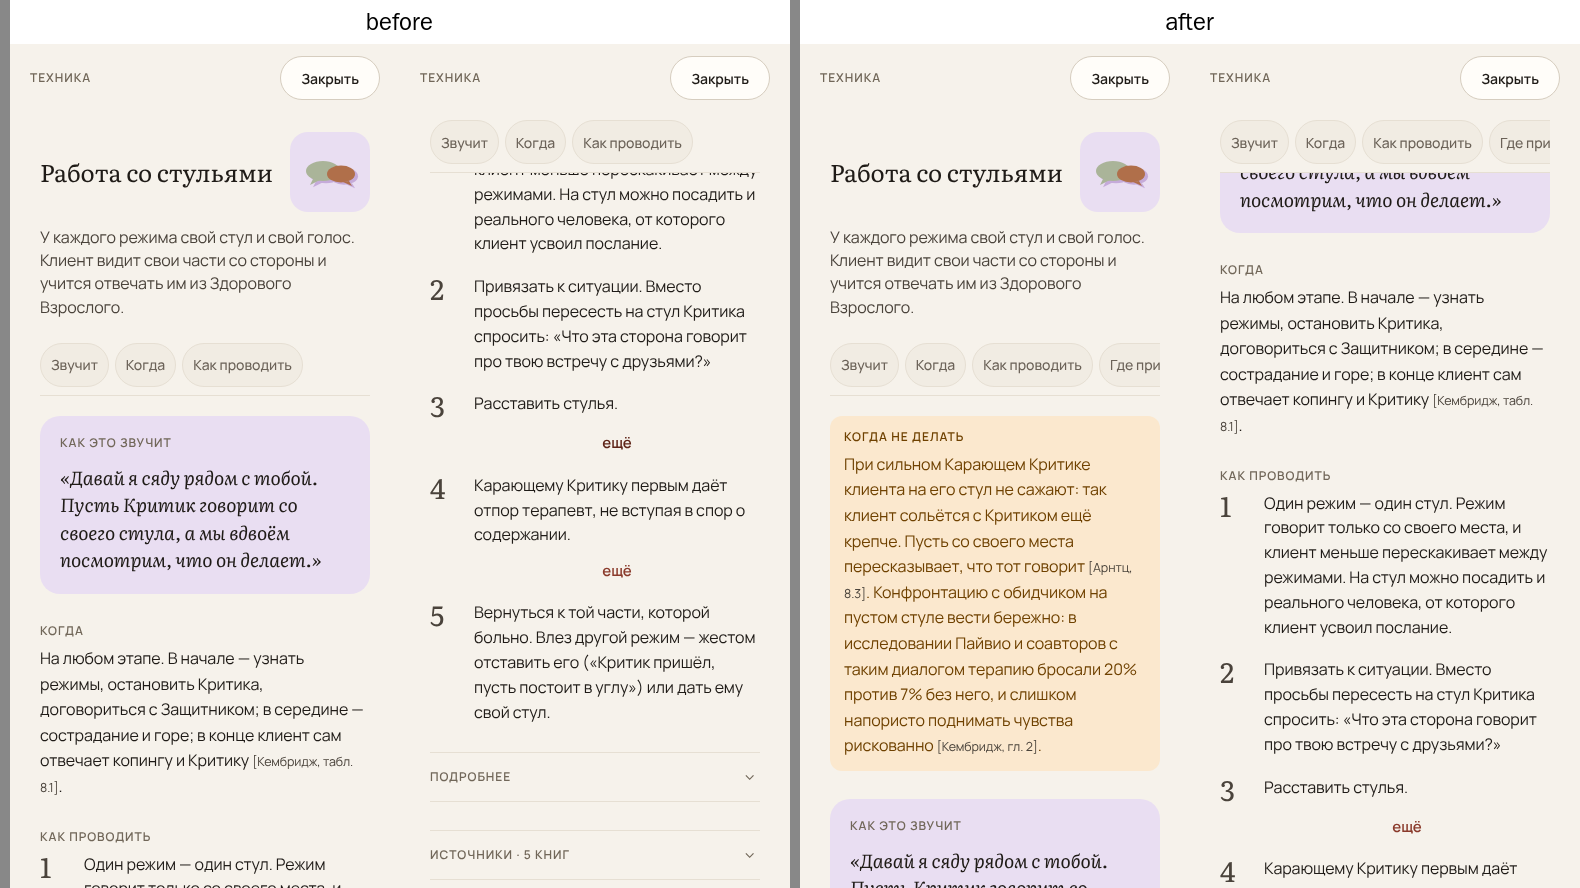 before
ТЕХНИКА
Закрыть
Работа со стульями
У каждого режима свой стул и свой голос.
Клиент видит свои части со стороны и
учится отвечать им из Здорового
Взрослого.
Звучит
Когда
Как проводить
КАК ЭТО ЗВУЧИТ
«Давай я сяду рядом с тобой.
Пусть Критик говорит со
своего стула, а мы вдвоём
посмотрим, что он делает.»
КОГДА
На любом этапе. В начале — узнать
режимы, остановить Критика,
договориться с Защитником; в середине —
сострадание и горе; в конце клиент сам
отвечает копингу и Критику [Кембридж, табл.
8.1].
КАК ПРОВОДИТЬ
1 Один режим — один стул. Режим
говорит только со своего места, и
ТЕХНИКА
Закрыть
Звучит
Когда
Как проводить
клиент меньше перескакивает между
режимами. На стул можно посадить и
реального человека, от которого
клиент усвоил послание.
2 Привязать к ситуации. Вместо
просьбы пересесть на стул Критика
спросить: «Что эта сторона говорит
про твою встречу с друзьями?»
3 Расставить стулья.
ещё
4 Карающему Критику первым даёт
отпор терапевт, не вступая в спор о
содержании.
ещё
5 Вернуться к той части, которой
больно. Влез другой режим — жестом
отставить его («Критик пришёл,
пусть постоит в углу») или дать ему
свой стул.
ПОДРОБНЕЕ
ИСТОЧНИКИ · 5 КНИГ
after
ТЕХНИКА
Закрыть
Работа со стульями
У каждого режима свой стул и свой голос.
Клиент видит свои части со стороны и
учится отвечать им из Здорового
Взрослого.
Звучит
Когда
Как проводить
Где при
КОГДА НЕ ДЕЛАТЬ
При сильном Карающем Критике
клиента на его стул не сажают: так
клиент сольётся с Критиком ещё
крепче. Пусть со своего места
пересказывает, что тот говорит [Арнтц,
8.3]. Конфронтацию с обидчиком на
пустом стуле вести бережно: в
исследовании Пайвио и соавторов с
таким диалогом терапию бросали 20%
против 7% без него, и слишком
напористо поднимать чувства
рискованно [Кембридж, гл. 2].
КАК ЭТО ЗВУЧИТ
«Давай я сяду рядом с тобой.
Пусть Критик говорит со
ТЕХНИКА
Закрыть
Звучит
Когда
Как проводить
Где при
своего стула, а мы вдвоём
посмотрим, что он делает.»
КОГДА
На любом этапе. В начале — узнать
режимы, остановить Критика,
договориться с Защитником; в середине —
сострадание и горе; в конце клиент сам
отвечает копингу и Критику [Кембридж, табл.
8.1].
КАК ПРОВОДИТЬ
1 Один режим — один стул. Режим
говорит только со своего места, и
клиент меньше перескакивает между
режимами. На стул можно посадить и
реального человека, от которого
клиент усвоил послание.
2 Привязать к ситуации. Вместо
просьбы пересесть на стул Критика
спросить: «Что эта сторона говорит
про твою встречу с друзьями?»
3 Расставить стулья.
ещё
4 Карающему Критику первым даёт